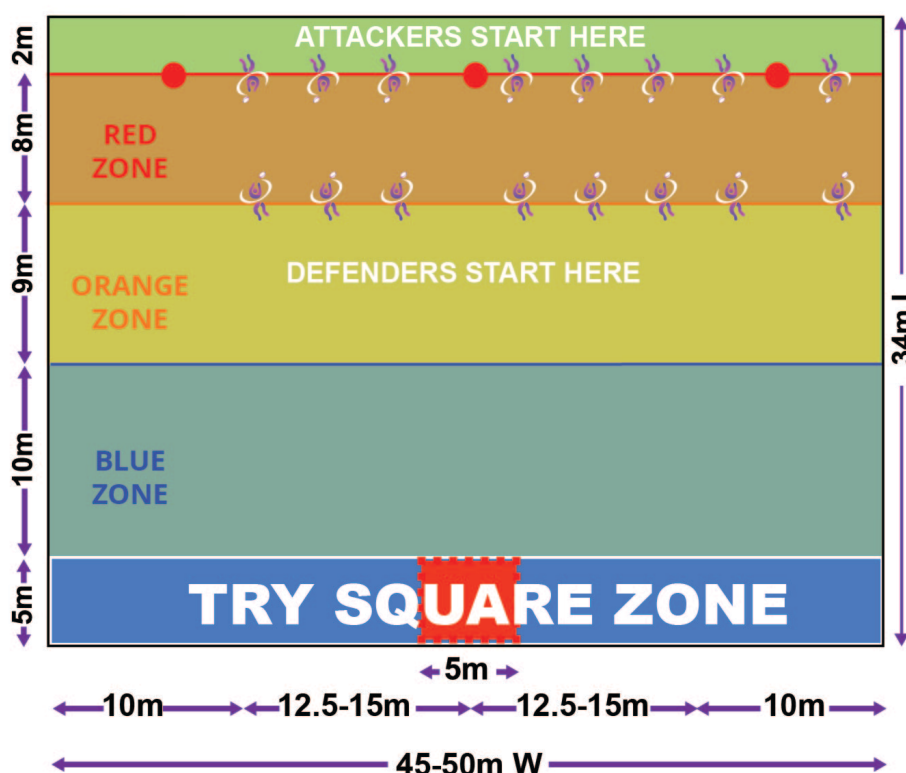 2m
ATTACKERS START HERE
8m
RED
ZONE
9m
ORANGE
ZONE
DEFENDERS START HERE
34m L
10m
BLUE
ZONE
5m
TRY SQUARE ZONE
5m
10m
12.5-15m
12.5-15m
10m
45-50m W